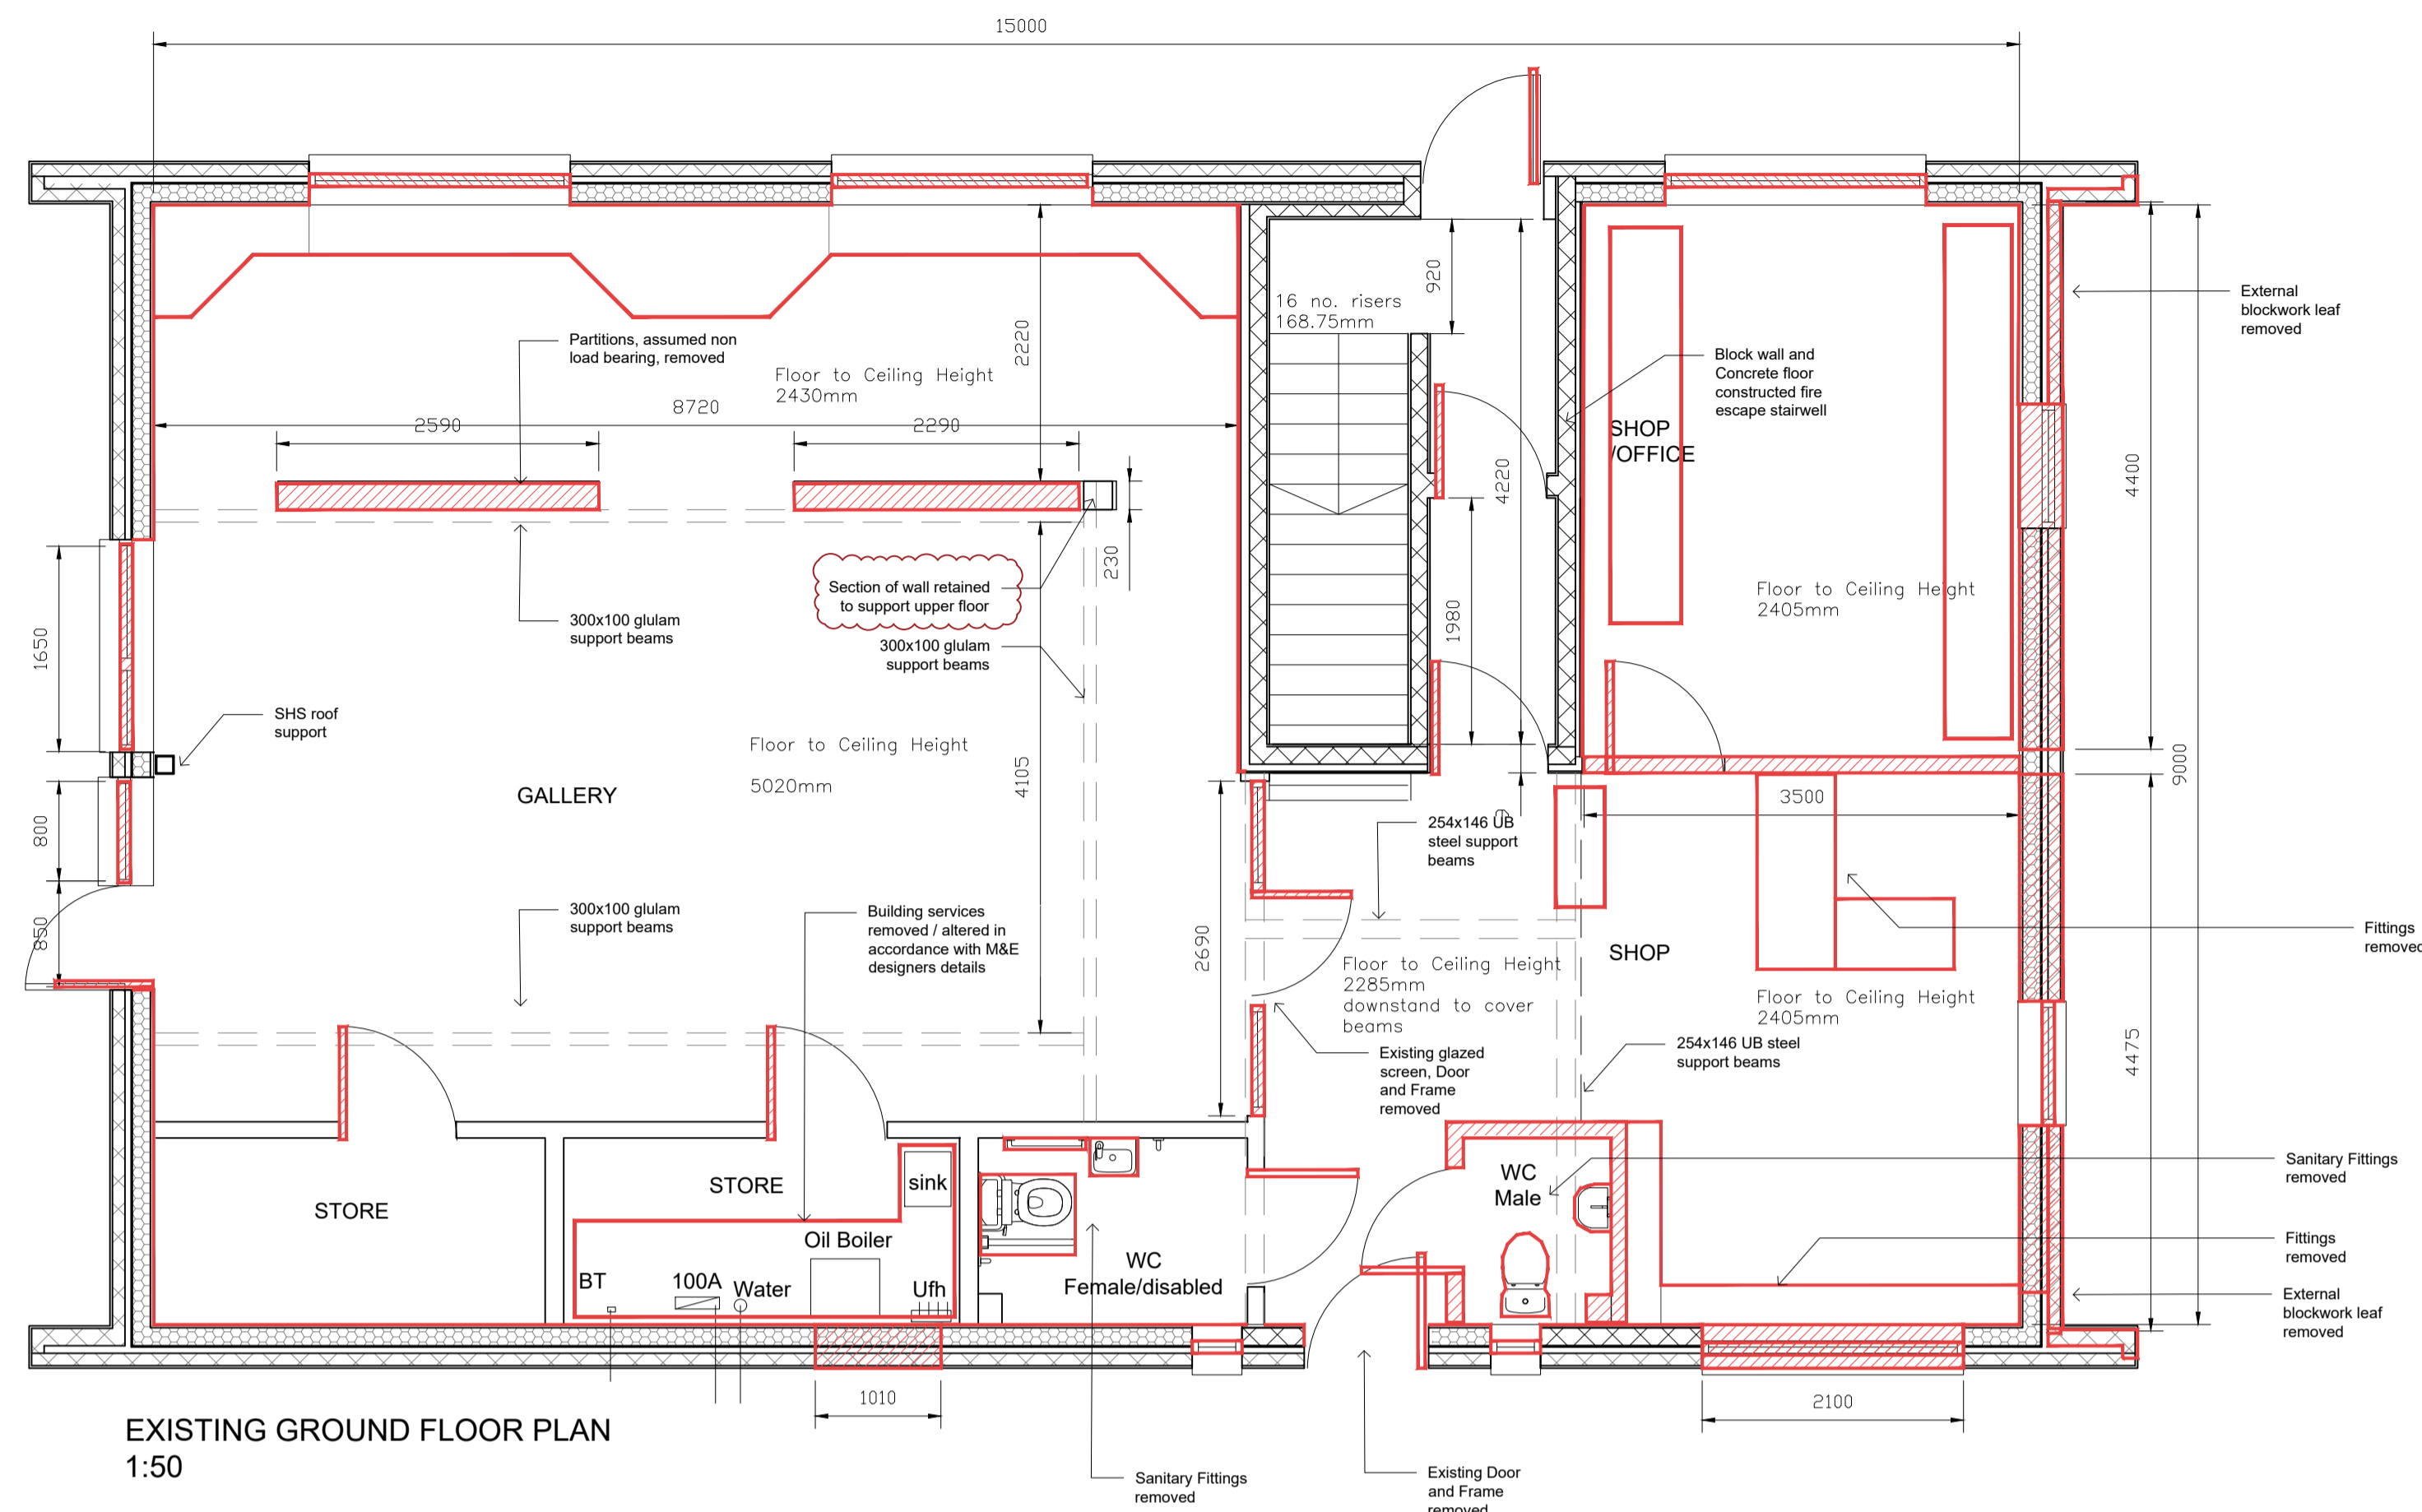 15000
920
16 no. risers
168.75mm
External
blockwork leaf
removed
Partitions, assumed non
load bearing, removed
2220
Block wall and
Concrete floor
constructed fire
escape stairwell
Floor to Ceiling Height
2430mm
8720
2590
2290
SHOP
/OFFICE
4220
4400
230
Section of wall retained
to support upper floor
Floor to Ceiling Height
2405mm
300x100 glulam
support beams
1980
1650
300x100 glulam
support beams
SHS roof
support
Floor to Ceiling Height
5020mm
4105
9000
GALLERY
3500
800
254x146 UB
steel support
beams
300x100 glulam
support beams
Building services
removed / altered in
accordance with M&E
designers details
850
2690
Fittings
removed
SHOP
Floor to Ceiling Height
2285mm
downstand to cover
beams
Floor to Ceiling Height
2405mm
Existing glazed
screen, Door
and Frame
removed
254x146 UB steel
support beams
4475
STORE
STORE
sink
WC
Male
Sanitary Fittings
removed
Oil Boiler
BT
100A
Water
Ufh
WC
Female/disabled
Fittings
removed
External
blockwork leaf
removed
1010
2100
EXISTING GROUND FLOOR PLAN
1:50
Sanitary Fittings
removed
Existing Door
and Frame
removed